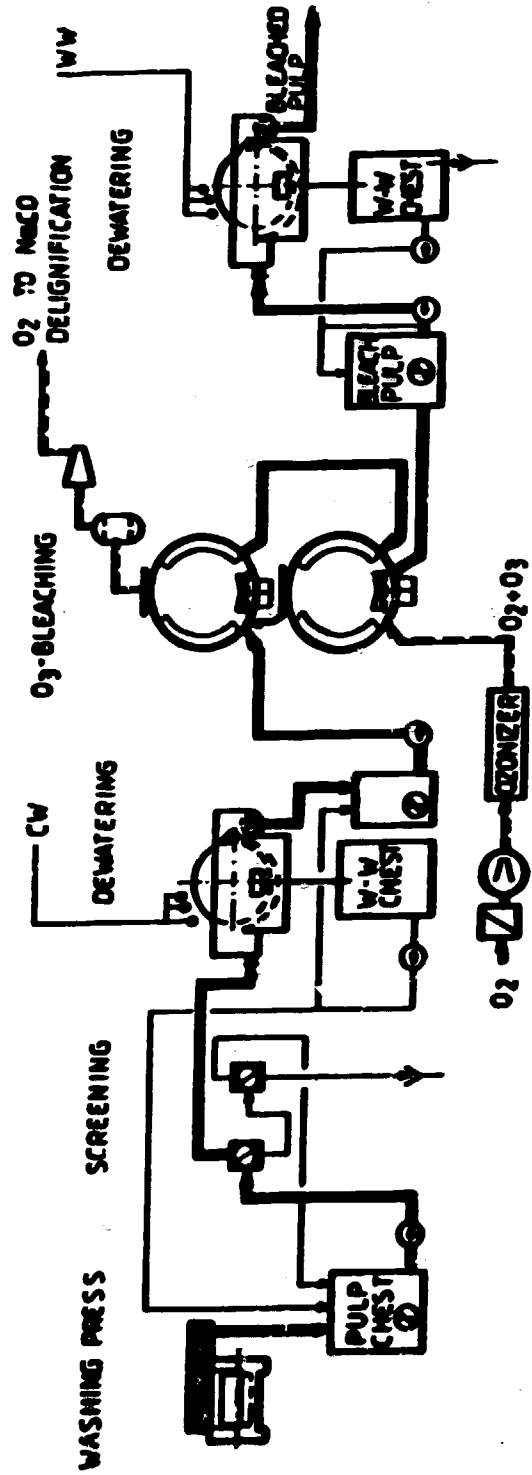 WASHING PRESS
SCREENING
CW
DEWATERING
O3-BLEACHING
O2 TO NaCO
DELIGNIFICATION
DEWATERING
WW
PULP
CHEST
W-W
CHEST
O2
OZONIZER
O2+O3
BLEACH
PULP
W-W
CHEST
BLEACHED
PULP